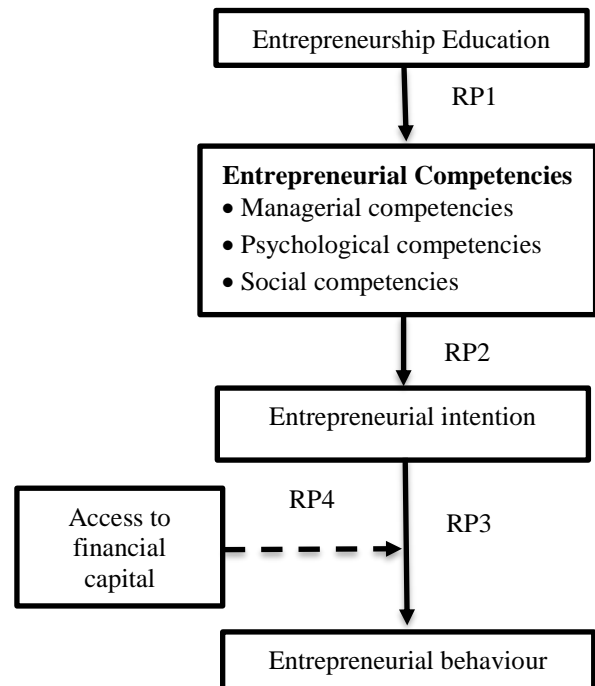 Entrepreneurship Education
RP1
Entrepreneurial Competencies
• Managerial competencies
• Psychological competencies
• Social competencies
RP2
Entrepreneurial intention
RP4
Access to
financial
capital
RP3
Entrepreneurial behaviour